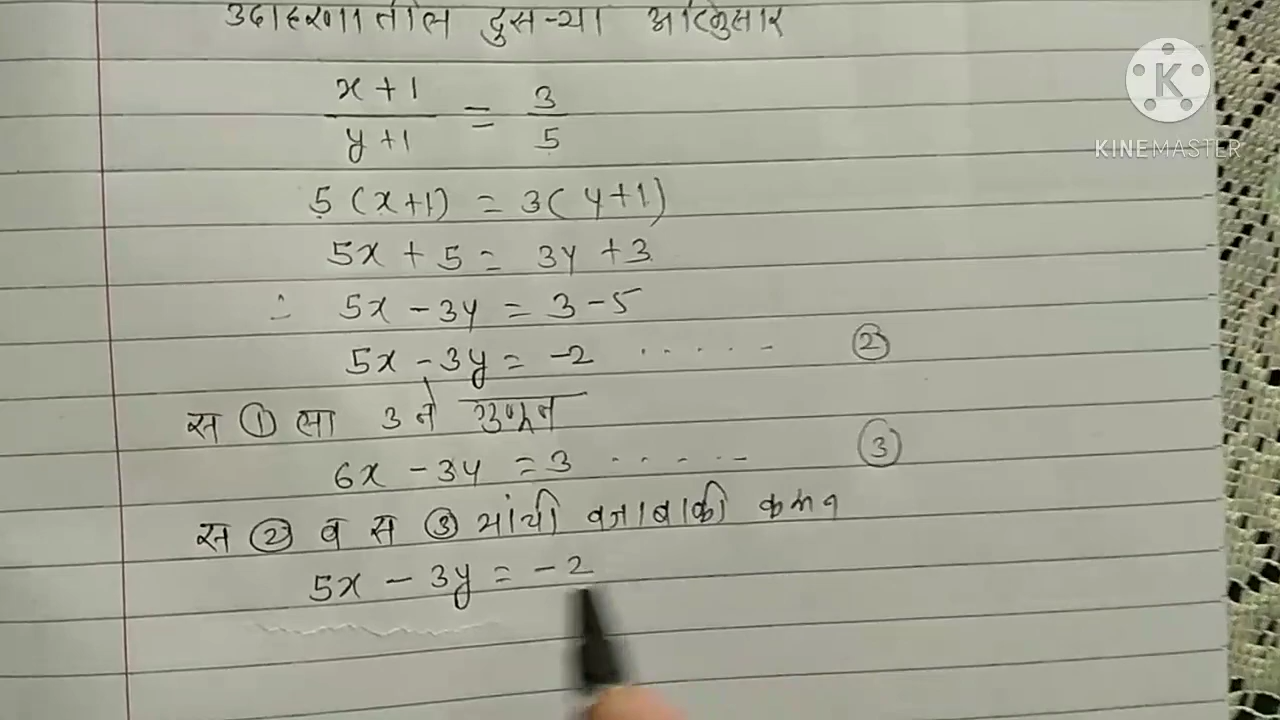 उदाहरणातील दुसऱ्या अटिनुसार
x + 1 / y + 1 = 3 / 5
5 (x+1) = 3( y+1)
5x + 5 = 3y + 3
∴ 5x - 3y = 3 - 5
5x - 3y = -2 ..... ②
स ① ला 3 ने गुणून
6x - 3y = 3 ..... ③
स ② व स ③ यांची वजाबाकी करून
5x - 3y = -2
K
KINEMASTER